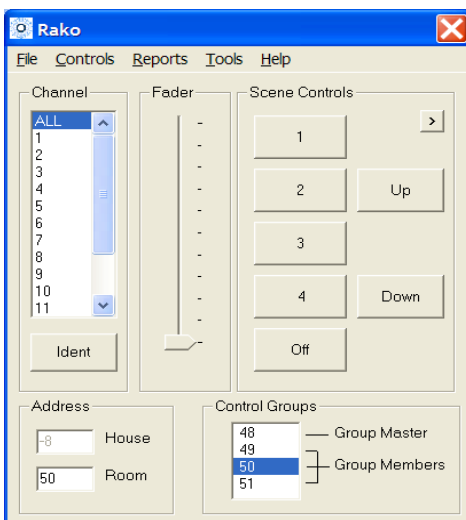 Rako
File Controls Reports Tools Help
Channel
ALL
1
2
3
4
5
6
7
8
9
10
11
Ident
Fader
Scene Controls
1
>
2
Up
3
4
Down
Off
Address
-8 House
50 Room
Control Groups
48
49
50
51
Group Master
Group Members